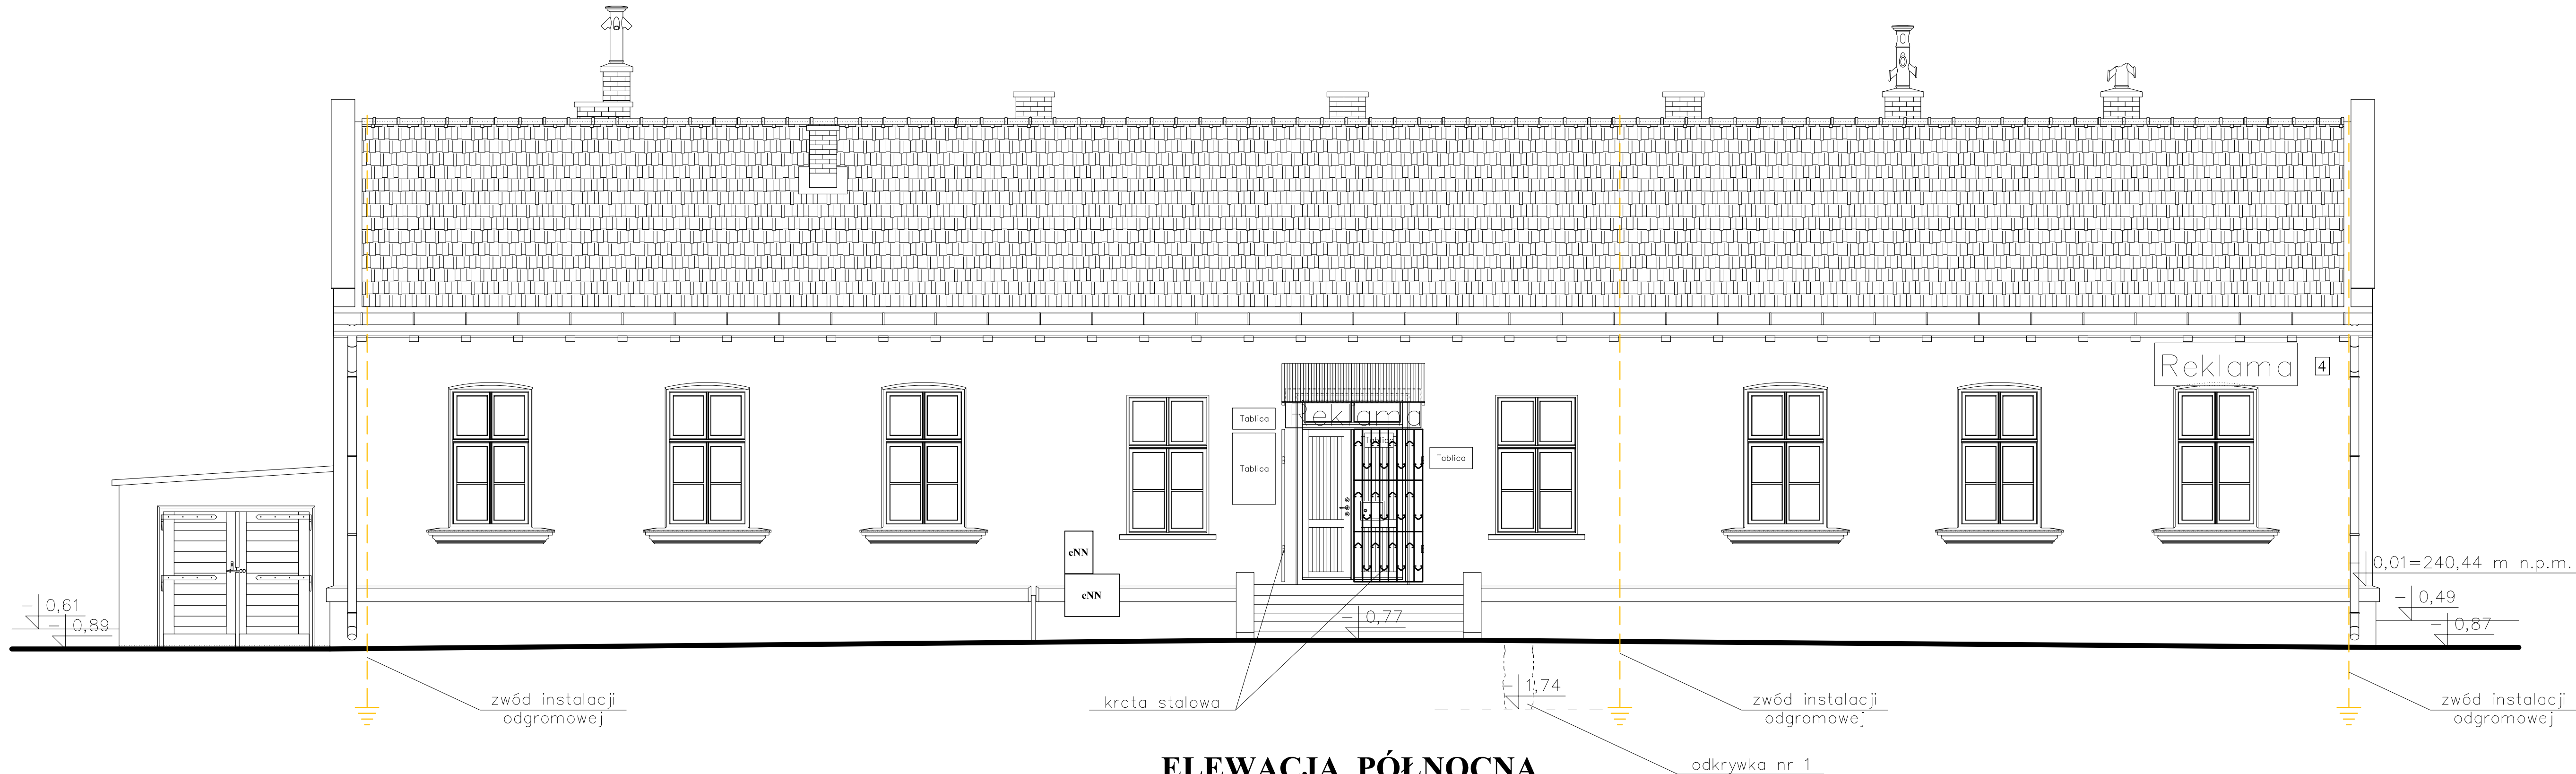 Reklama
4
Tablica
Reklama
Tablica
Tablica
Tablica
eNN
eNN
0,01=240,44 m n.p.m.
- 0,61
- 0,89
- 0,77
- 0,49
- 0,87
- 1,74
zwód instalacji
odgromowej
krata stalowa
zwód instalacji
odgromowej
zwód instalacji
odgromowej
odkrywka nr 1
ELEWACJA PÓŁNOCNA